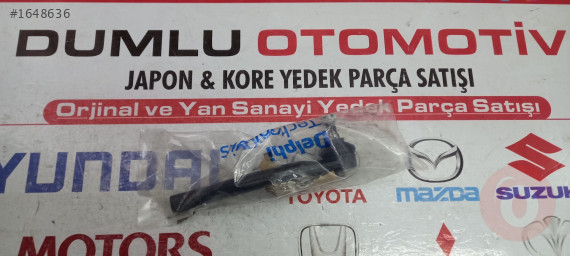 #1648636
DUMLU OTOMOTİV
JAPON & KORE YEDEK PARÇA SATIŞI
Orjinal ve Yan Sanayi Yedek Parça Satışı
Delphi
YUNDAI
TOYOTA
mazda
SUZUK
MOTORS